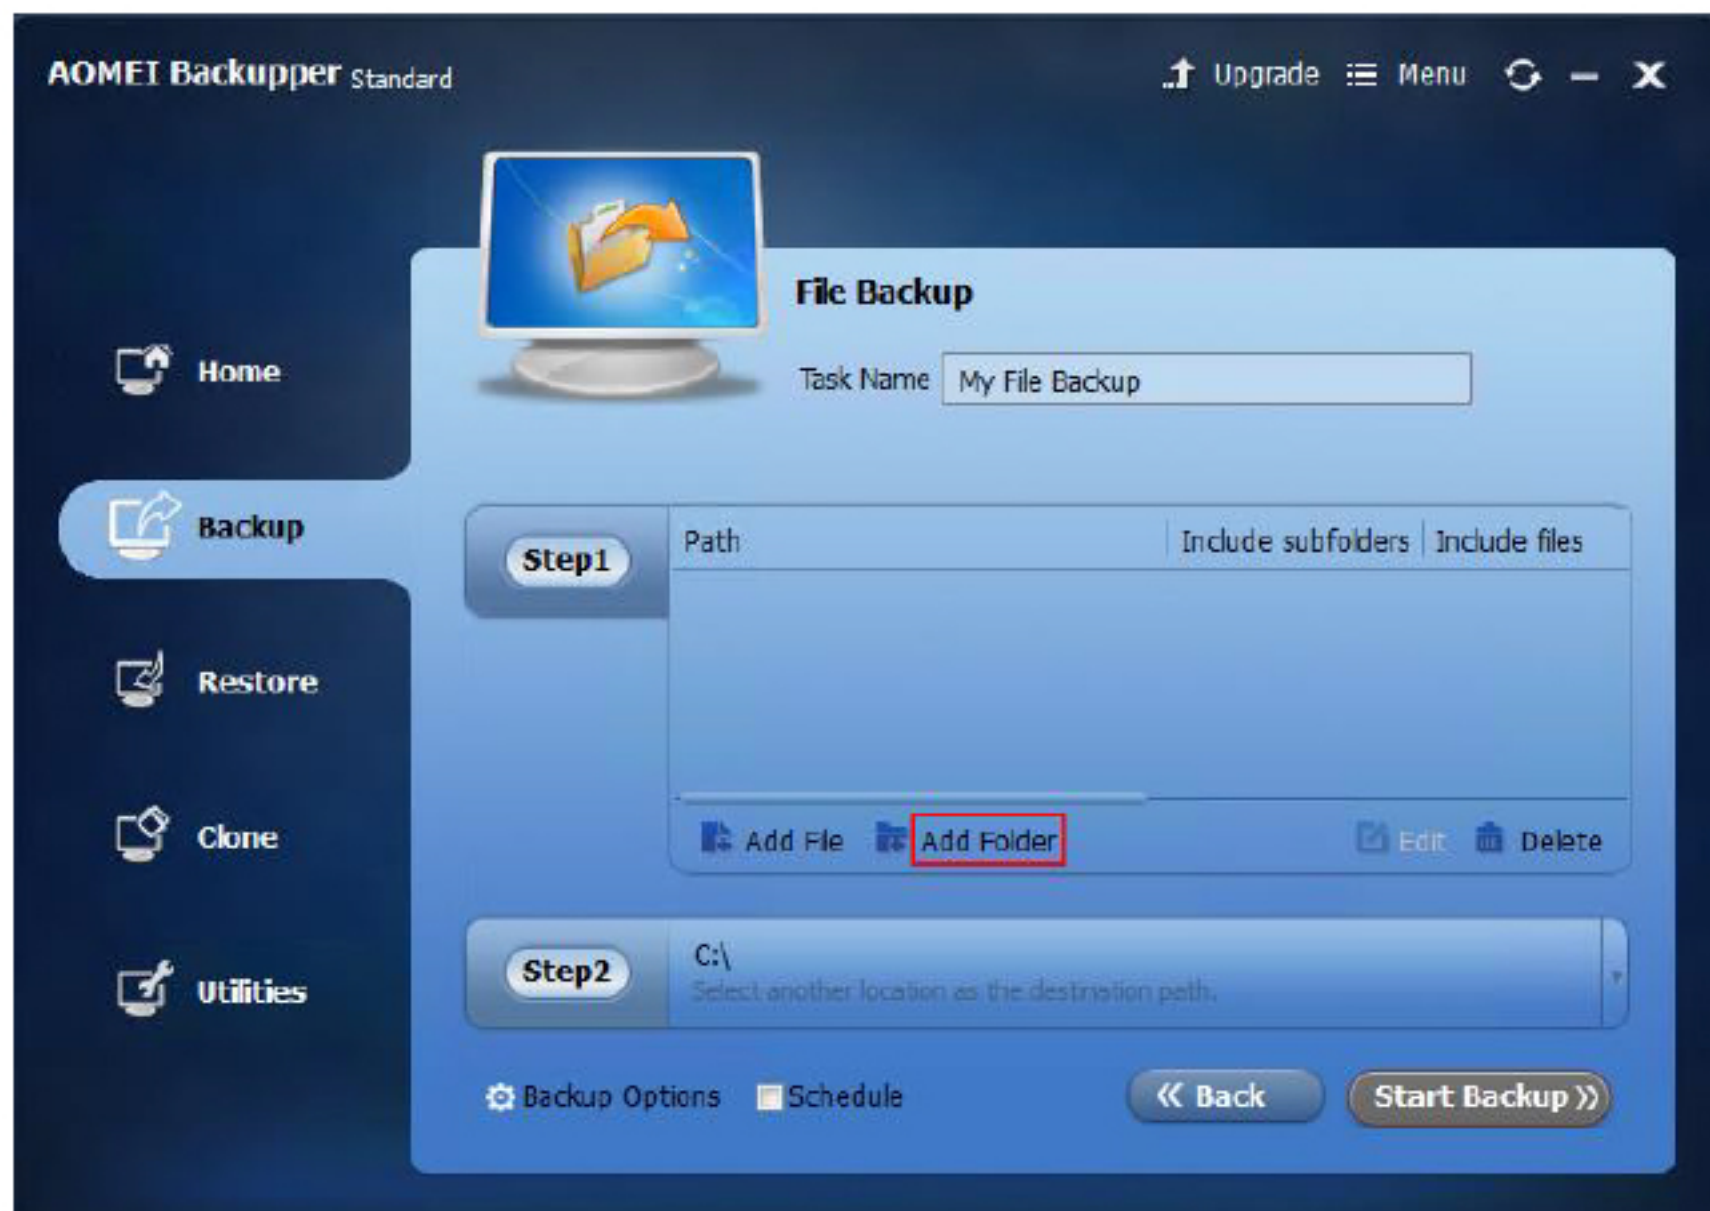 AOMEI Backupper Standard
Upgrade Menu
File Backup
Task Name My File Backup
Home
Backup
Restore
Clone
Utilities
Step1
Path Include subfolders Include files
Add File Add Folder Edit Delete
Step2
C:\
Select another location as the destination path.
Backup Options Schedule
Back Start Backup